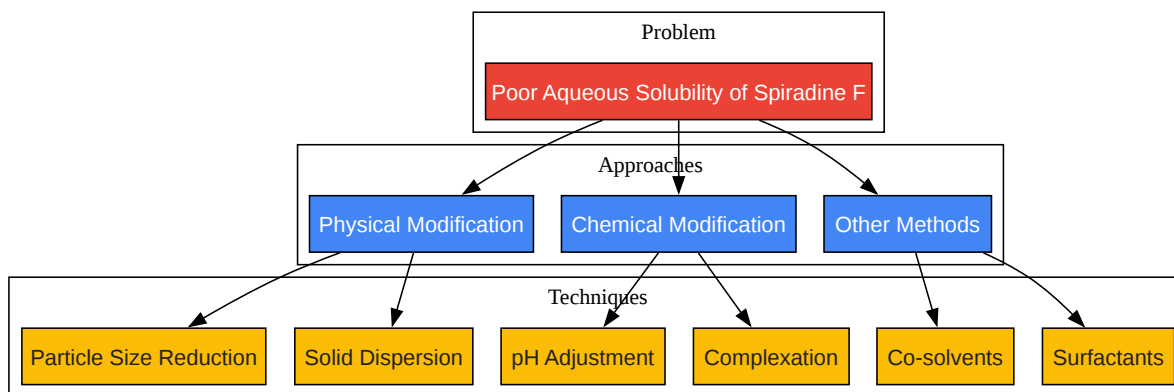 Problem
Poor Aqueous Solubility of Spiradine F
Approaches
Physical Modification
Chemical Modification
Other Methods
Techniques
Particle Size Reduction
Solid Dispersion
pH Adjustment
Complexation
Co-solvents
Surfactants